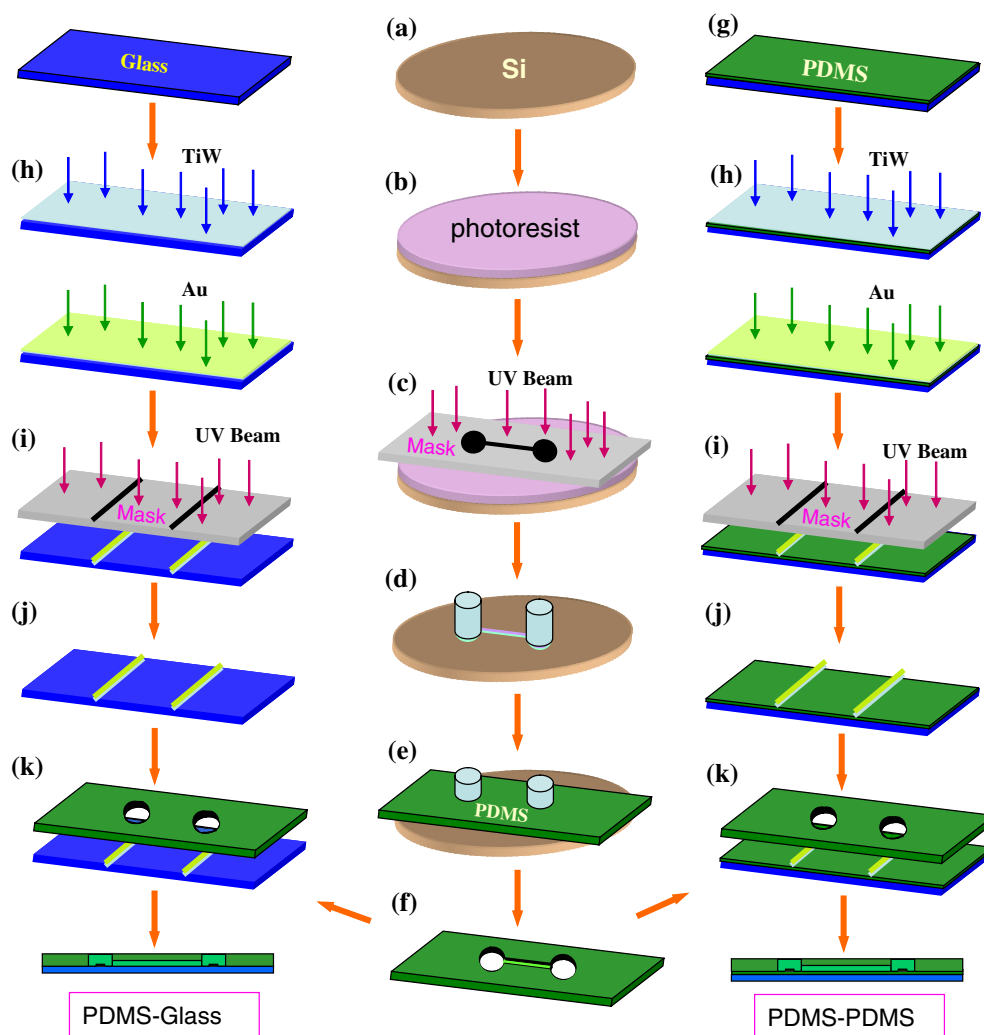 (a)
(g)
Glass
Si
PDMS
(h)
TiW
(b)
photoresist
(h)
TiW
Au
Au
(c)
UV Beam
Mask
(i)
UV Beam
Mask
(i)
UV Beam
Mask
(d)
(j)
(j)
(e)
PDMS
(k)
(k)
(f)
PDMS-Glass
PDMS-PDMS